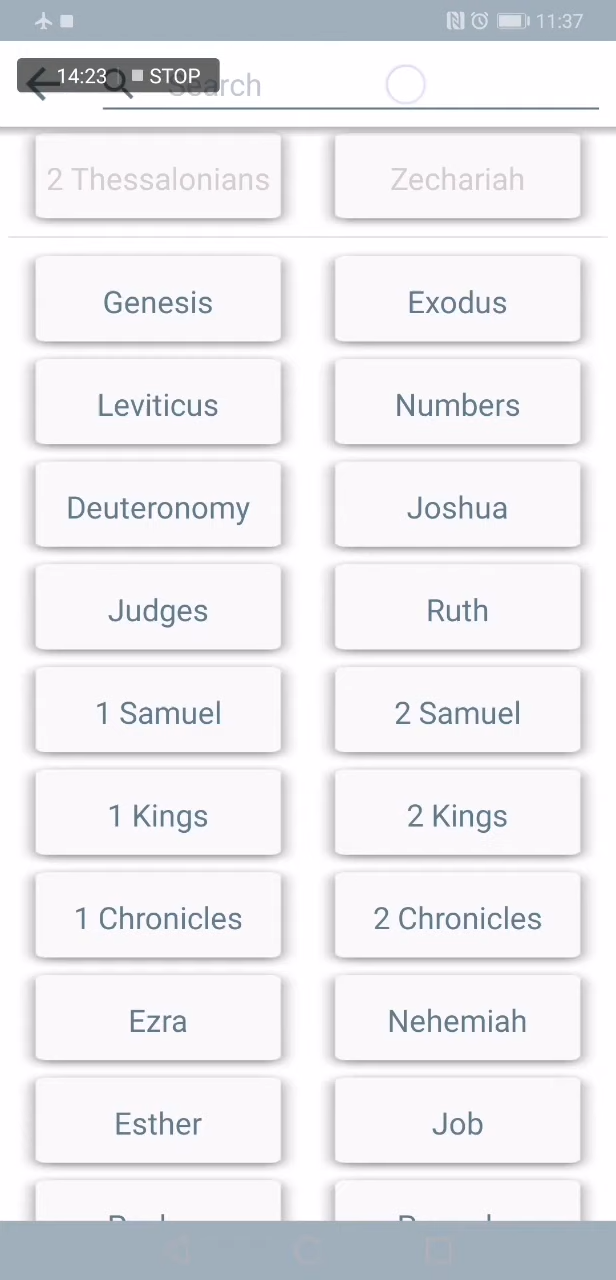 11:37
14:23 STOP
Search
2 Thessalonians Zechariah
Genesis Exodus
Leviticus Numbers
Deuteronomy Joshua
Judges Ruth
1 Samuel 2 Samuel
1 Kings 2 Kings
1 Chronicles 2 Chronicles
Ezra Nehemiah
Esther Job